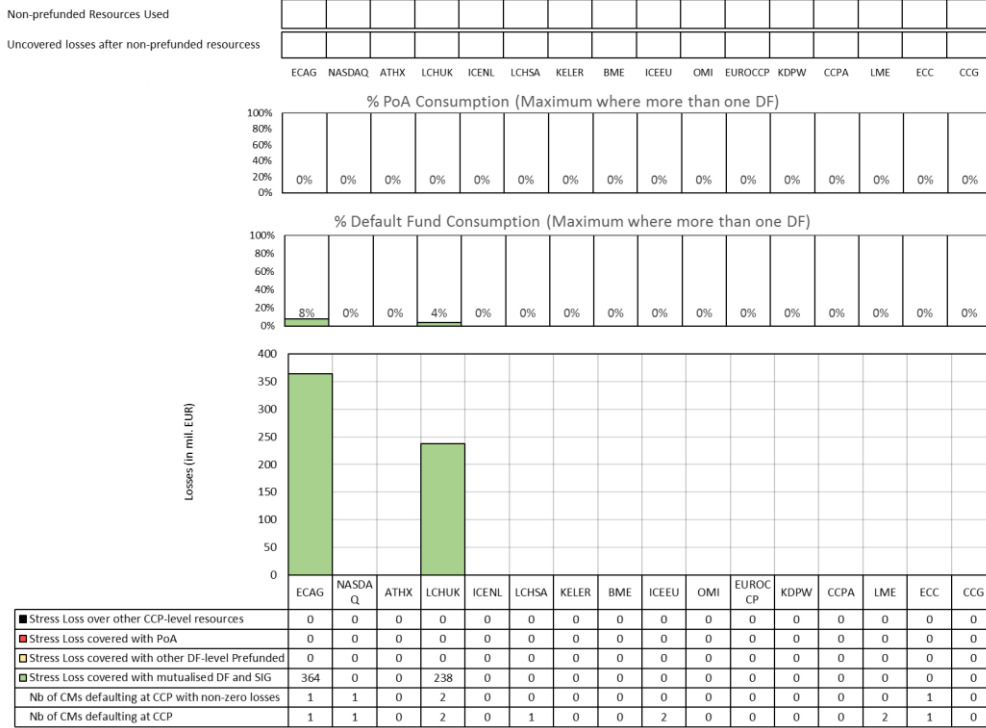 Non-prefunded Resources Used
Uncovered losses after non-prefunded resourcess
ECAG NASDAQ ATHX LCHUK ICENL LCHSA KELER BME ICEEU OMI EUROCCP KDPW CCPA LME ECC CCG
% PoA Consumption (Maximum where more than one DF)
100%
80%
60%
40%
20%
0%
0% 0% 0% 0% 0% 0% 0% 0% 0% 0% 0% 0% 0% 0% 0% 0%
% Default Fund Consumption (Maximum where more than one DF)
100%
80%
60%
40%
20%
0%
8% 0% 0% 4% 0% 0% 0% 0% 0% 0% 0% 0% 0% 0% 0% 0%
Losses (in mil. EUR)
400
350
300
250
200
150
100
50
0
ECAG NASDA Q ATHX LCHUK ICENL LCHSA KELER BME ICEEU OMI EUROC CP KDPW CCPA LME ECC CCG
Stress Loss over other CCP-level resources 0 0 0 0 0 0 0 0 0 0 0 0 0 0 0 0
Stress Loss covered with PoA 0 0 0 0 0 0 0 0 0 0 0 0 0 0 0 0
Stress Loss covered with other DF-level Prefunded 0 0 0 0 0 0 0 0 0 0 0 0 0 0 0 0
Stress Loss covered with mutualised DF and SIG 364 0 0 238 0 0 0 0 0 0 0 0 0 0 0 0
Nb of CMs defaulting at CCP with non-zero losses 1 1 0 2 0 0 0 0 0 0 0 0 0 0 1 0
Nb of CMs defaulting at CCP 1 1 0 2 0 1 0 0 2 0 0 0 0 2 1 0